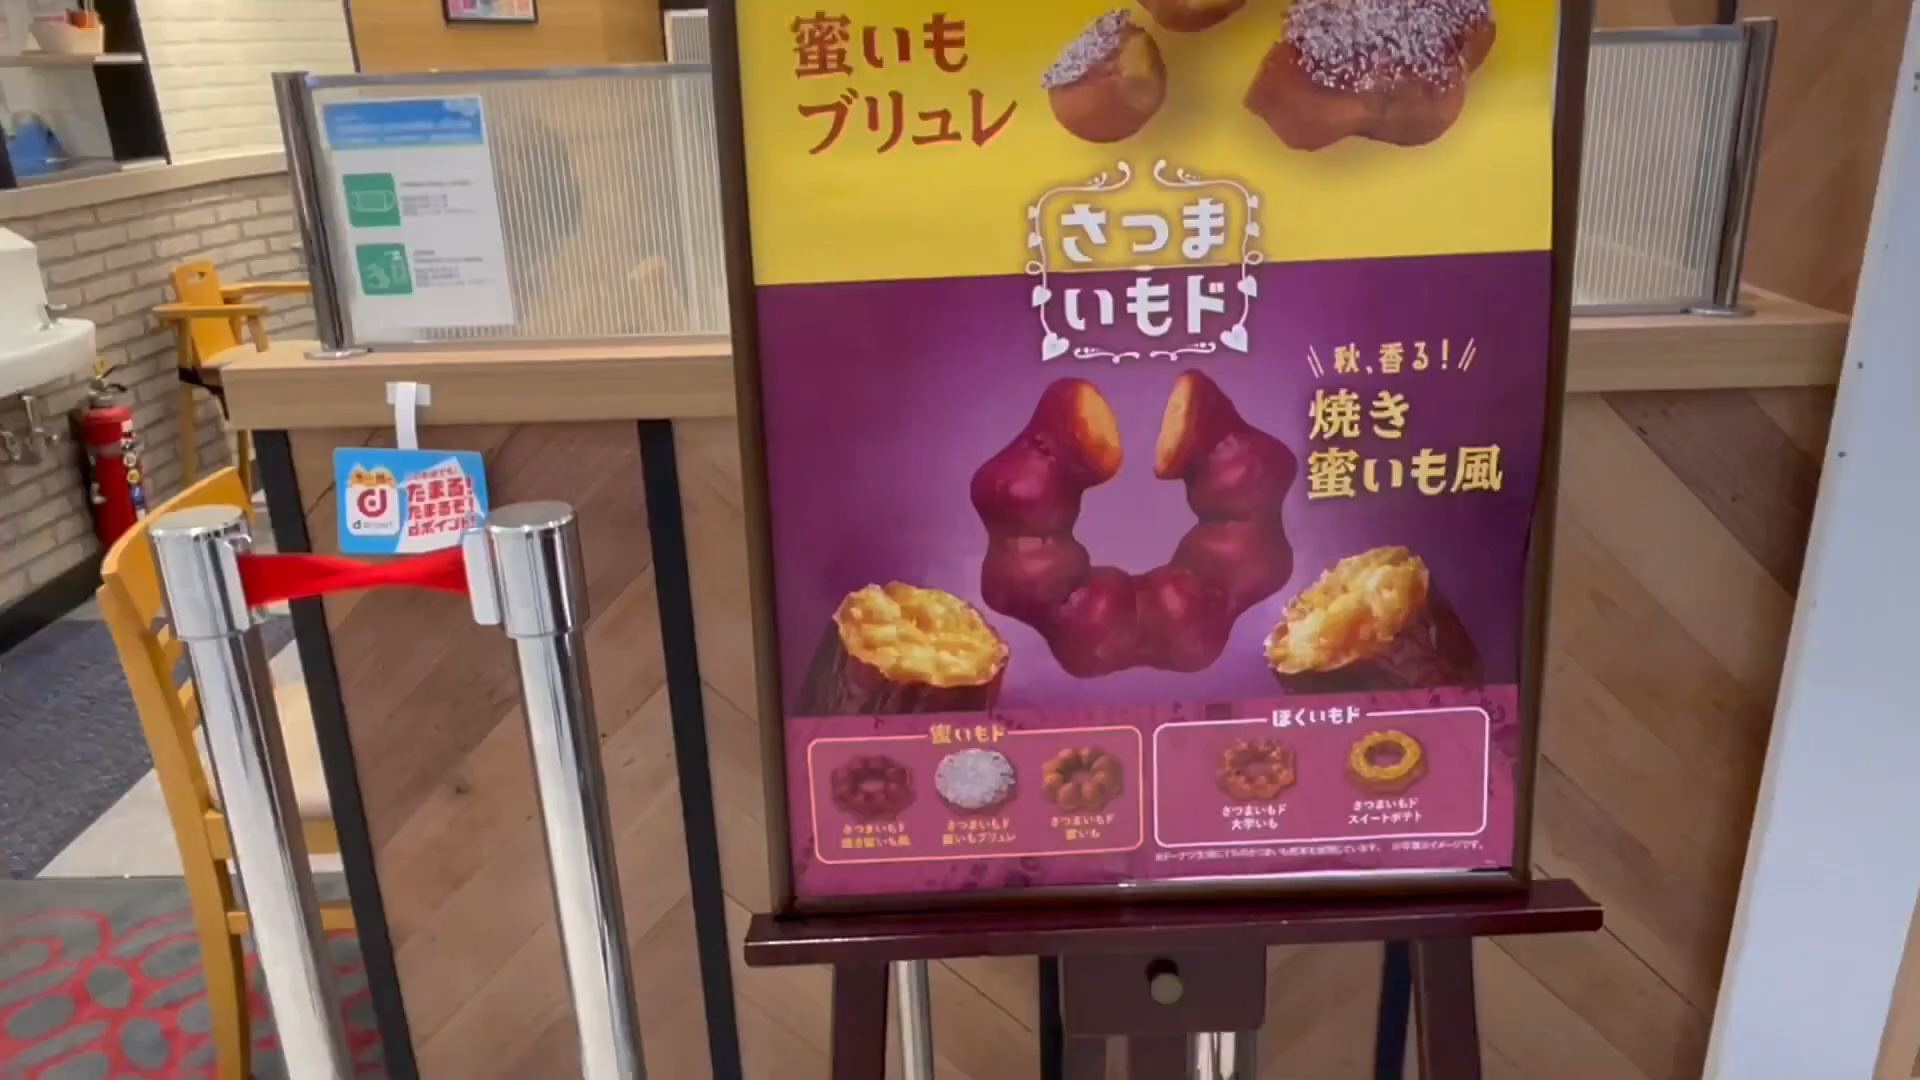 蜜いも
ブリュレ
さつま
いもド
秋、香る!
焼き
蜜いも風
たまる!
たまるぞ!
dポイント!
蜜いもド
さつまいもド
焼き蜜いも風
さつまいもド
蜜いもブリュレ
さつまいもド
蜜いも
ほくいもド
さつまいもド
大学いも
さつまいもド
スイートポテト